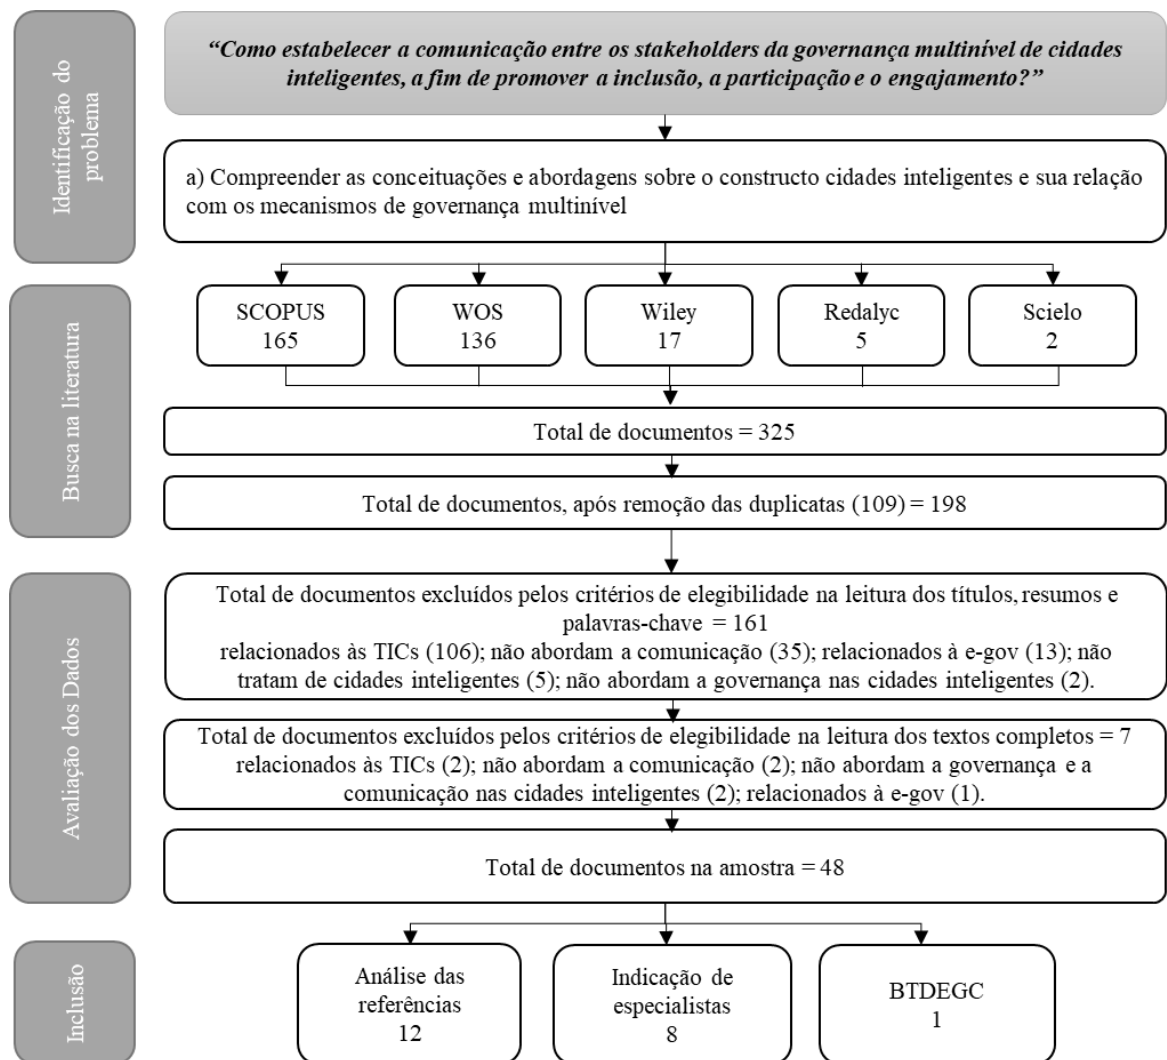 Identificação do
problema
“Como estabelecer a comunicação entre os stakeholders da governança multinível de cidades
inteligentes, a fim de promover a inclusão, a participação e o engajamento?”
a) Compreender as conceituações e abordagens sobre o constructo cidades inteligentes e sua relação
com os mecanismos de governança multinível
Busca na literatura
SCOPUS
165
WOS
136
Wiley
17
Redalyc
5
Scielo
2
Total de documentos = 325
Total de documentos, após remoção das duplicatas (109) = 198
Avaliação dos Dados
Total de documentos excluídos pelos critérios de elegibilidade na leitura dos títulos, resumos e
palavras-chave = 161
relacionados às TICs (106); não abordam a comunicação (35); relacionados à e-gov (13); não
tratam de cidades inteligentes (5); não abordam a governança nas cidades inteligentes (2).
Total de documentos excluídos pelos critérios de elegibilidade na leitura dos textos completos = 7
relacionados às TICs (2); não abordam a comunicação (2); não abordam a governança e a
comunicação nas cidades inteligentes (2); relacionados à e-gov (1).
Total de documentos na amostra = 48
Inclusão
Análise das
referências
12
Indicação de
especialistas
8
BTDEGC
1